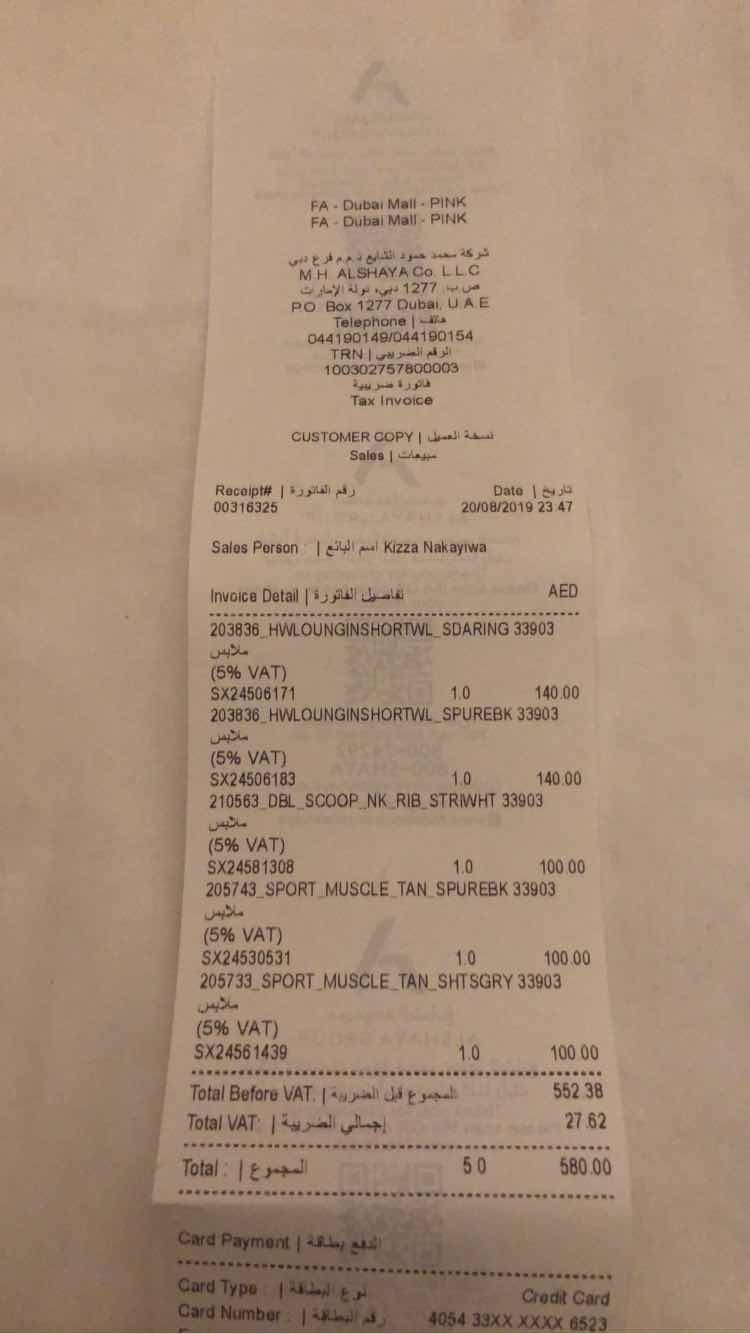 FA - Dubai Mall - PINK
FA - Dubai Mall - PINK
شركة محمد حمود الشايع ذ.م.م فرع دبي
M.H. ALSHAYA Co. L.L.C
ص.ب. 1277 دبي، دولة الإمارات
P.O. Box 1277 Dubai, U.A.E
Telephone | هاتف
044190149/044190154
TRN | الرقم الضريبي
100302757800003
فاتورة ضريبية
Tax Invoice
CUSTOMER COPY | نسخة العميل
Sales | مبيعات
Receipt# | رقم الفاتورة Date | تاريخ
00316325 20/08/2019 23:47
Sales Person : | اسم البائع Kizza Nakayiwa
Invoice Detail | تفاصيل الفاتورة AED
203836_HWLOUNGINSHORTWL_SDARING 33903
ملابس
(5% VAT)
SX24506171 1.0 140.00
203836_HWLOUNGINSHORTWL_SPUREBK 33903
ملابس
(5% VAT)
SX24506183 1.0 140.00
210563_DBL_SCOOP_NK_RIB_STRIWHT 33903
ملابس
(5% VAT)
SX24581308 1.0 100.00
205743_SPORT_MUSCLE_TAN_SPUREBK 33903
ملابس
(5% VAT)
SX24530531 1.0 100.00
205733_SPORT_MUSCLE_TAN_SHTSGRY 33903
ملابس
(5% VAT)
SX24561439 1.0 100.00
Total Before VAT: | المجموع قبل الضريبة 552.38
Total VAT: | إجمالي الضريبة 27.62
Total : | المجموع 5.0 580.00
Card Payment | الدفع بطاقة
Card Type : | نوع البطاقة Credit Card
Card Number : | رقم البطاقة 4054 33XX XXXX 6523